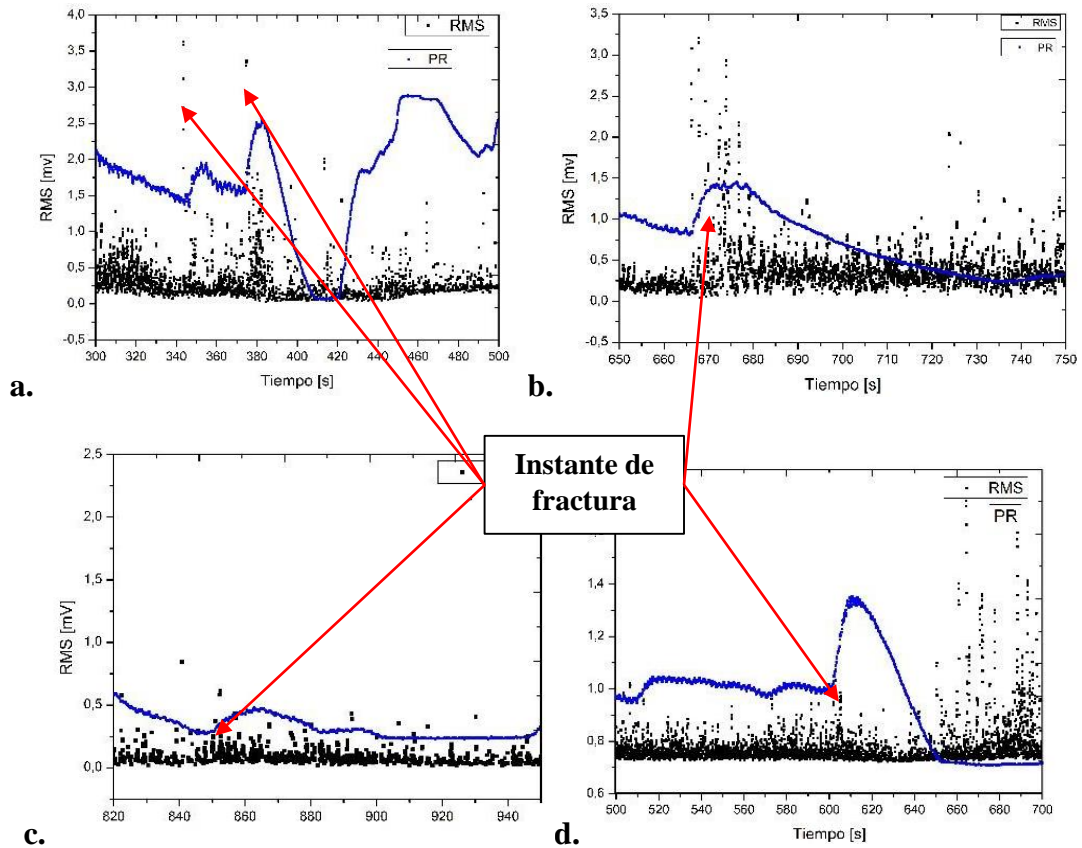 4,0
3,5
3,0
2,5
2,0
1,5
1,0
0,5
0,0
-0,5
RMS [mv]
RMS
PR
300 320 340 360 380 400 420 440 460 480 500
Tiempo [s]
a.
3,5
3,0
2,5
2,0
1,5
1,0
0,5
0,0
-0,5
RMS [mv]
RMS
PR
650 660 670 680 690 700 710 720 730 740 750
Tiempo [s]
b.
Instante de
fractura
2,5
2,0
1,5
1,0
0,5
0,0
RMS [mV]
820 840 860 880 900 920 940
c.
RMS
PR
1,4
1,2
1,0
0,8
0,6
500 520 540 560 580 600 620 640 660 680 700
Tiempo [s]
d.